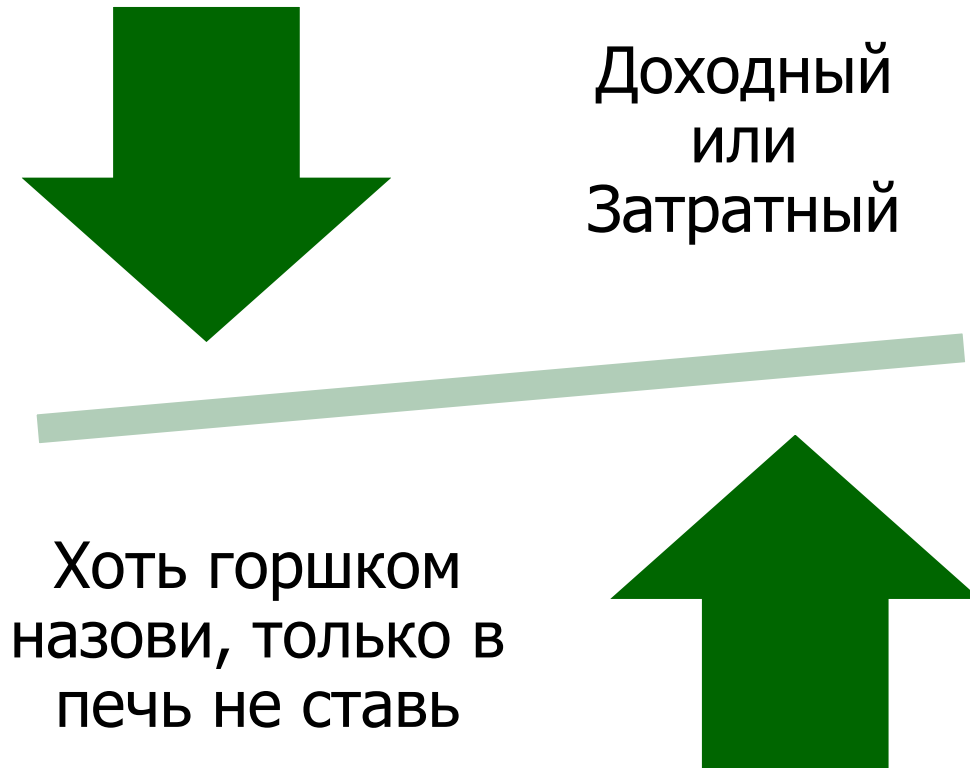 Доходный
или
Затратный
Хоть горшком
назови, только в
печь не ставь